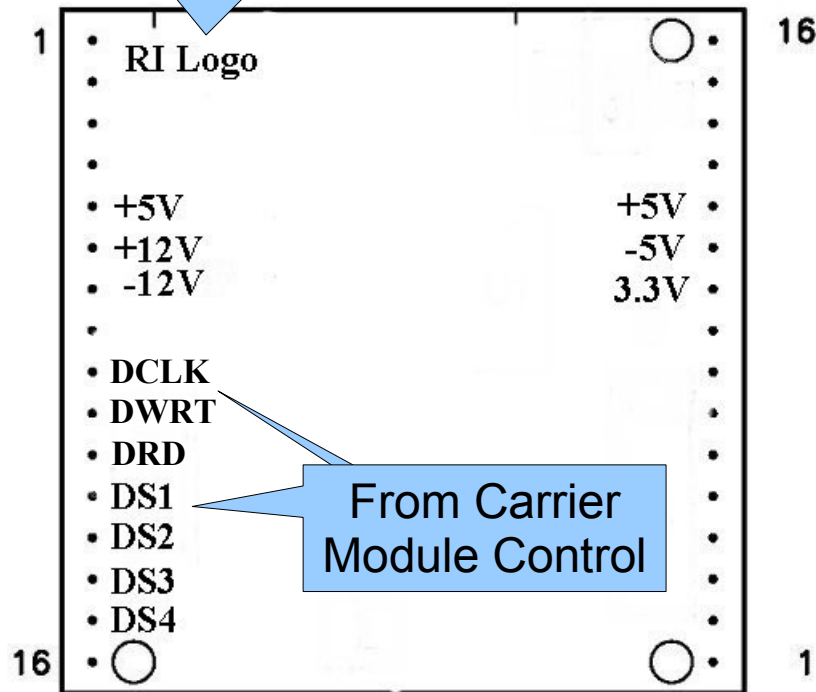 1 16
RI Logo
+5V +5V
+12V -5V
-12V 3.3V
DCLK
DWRT
DRD
DS1
DS2
DS3
DS4
From Carrier
Module Control
16 1